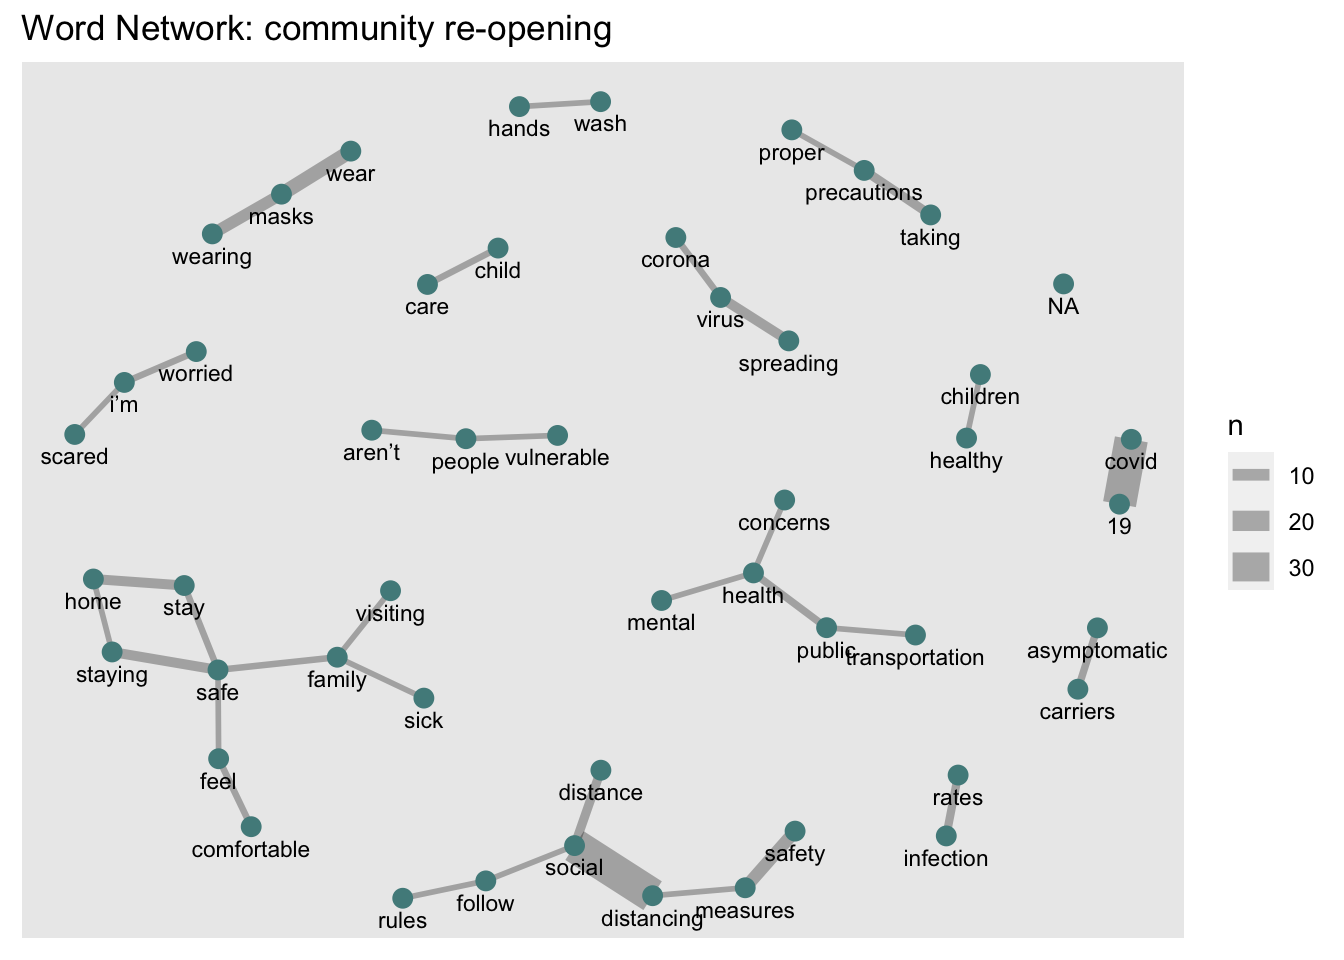 Word Network: community re-opening
hands
wash
proper
wear
precautions
masks
taking
wearing
corona
child
care
NA
virus
spreading
worried
children
i’m
n
aren’t
people
vulnerable
scared
healthy
covid
10
20
19
concerns
30
home
stay
visiting
health
mental
public
transportation
asymptomatic
staying
family
safe
carriers
sick
feel
distance
rates
comfortable
safety
infection
social
follow
measures
rules
distancing